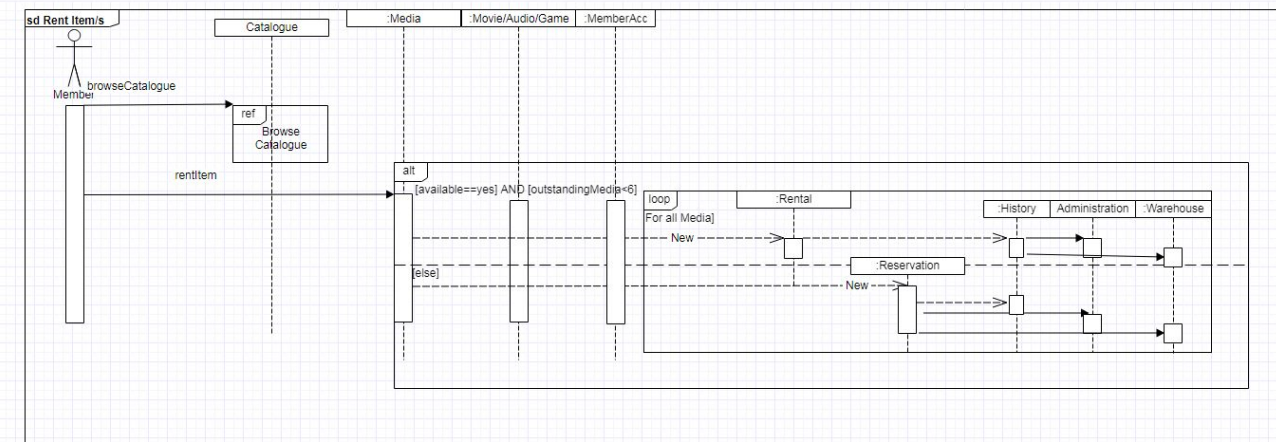 sd Rent Item/s
Catalogue
:Media
:Movie/Audio/Game
:MemberAcc
Member
browseCatalogue
ref
Browse
Catalogue
rentItem
alt
[available==yes] AND [outstandingMedia<6]
loop
For all Media]
:Rental
:History
Administration
:Warehouse
New
[else]
:Reservation
New